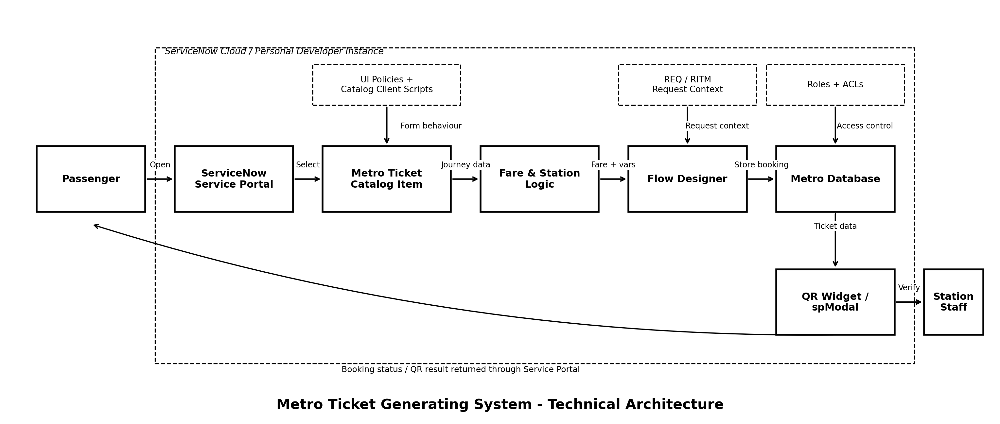 ServiceNow Cloud / Personal Developer Instance
UI Policies +
Catalog Client Scripts
REQ / RITM
Request Context
Roles + ACLs
Form behaviour
Request context
Access control
Passenger
Open
ServiceNow
Service Portal
Select
Metro Ticket
Catalog Item
Journey data
Fare & Station
Logic
Fare + vars
Flow Designer
Store booking
Metro Database
Ticket data
QR Widget /
spModal
Verify
Station
Staff
Booking status / QR result returned through Service Portal
Metro Ticket Generating System - Technical Architecture